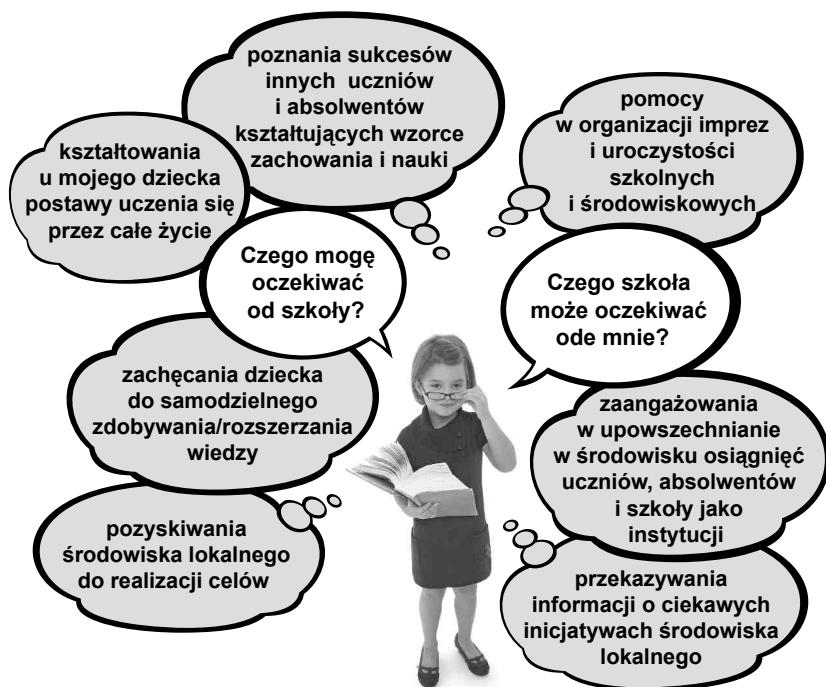 poznania sukcesów
innych uczniów
i absolwentów
kształtujących wzorce
zachowania i nauki
kształtowania
u mojego dziecka
postawy uczenia się
przez całe życie
Czego mogę
oczekiwać
od szkoły?
zachęcania dziecka
do samodzielnego
zdobywania/rozszerzania
wiedzy
pozyskiwania
środowiska lokalnego
do realizacji celów
pomocy
w organizacji imprez
i uroczystości
szkolnych
i środowiskowych
Czego szkoła
może oczekiwać
ode mnie?
zaangażowania
w upowszechnianie
w środowisku osiągnięć
uczniów, absolwentów
i szkoły jako
instytucji
przekazywania
informacji o ciekawych
inicjatywach środowiska
lokalnego